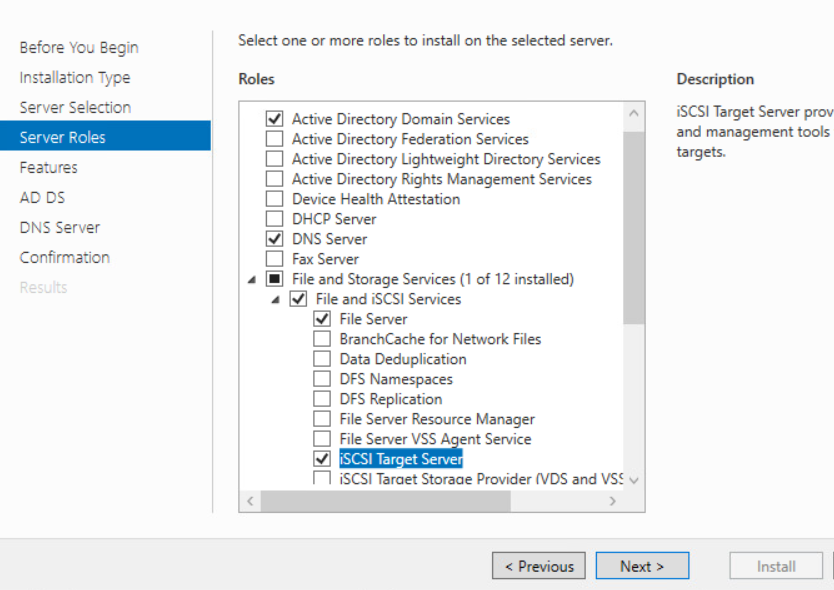 Before You Begin
Installation Type
Server Selection
Server Roles
Features
AD DS
DNS Server
Confirmation
Results
Select one or more roles to install on the selected server.
Roles
Active Directory Domain Services
Active Directory Federation Services
Active Directory Lightweight Directory Services
Active Directory Rights Management Services
Device Health Attestation
DHCP Server
DNS Server
Fax Server
File and Storage Services (1 of 12 installed)
File and iSCSI Services
File Server
BranchCache for Network Files
Data Deduplication
DFS Namespaces
DFS Replication
File Server Resource Manager
File Server VSS Agent Service
iSCSI Target Server
iSCSI Target Storage Provider (VDS and VSS
Description
iSCSI Target Server prov
and management tools
targets.
< Previous
Next >
Install